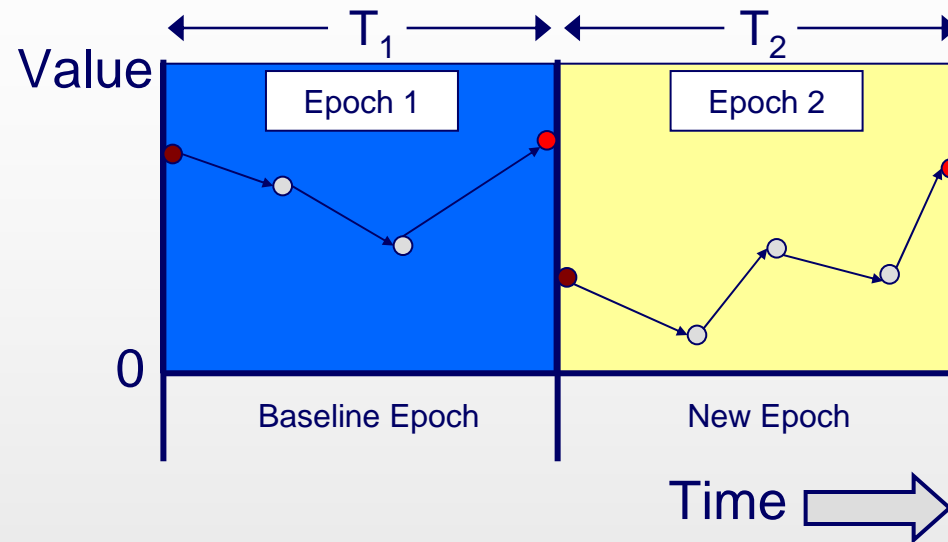 T₁ T₂
Value
Epoch 1 Epoch 2
0
Baseline Epoch New Epoch
Time